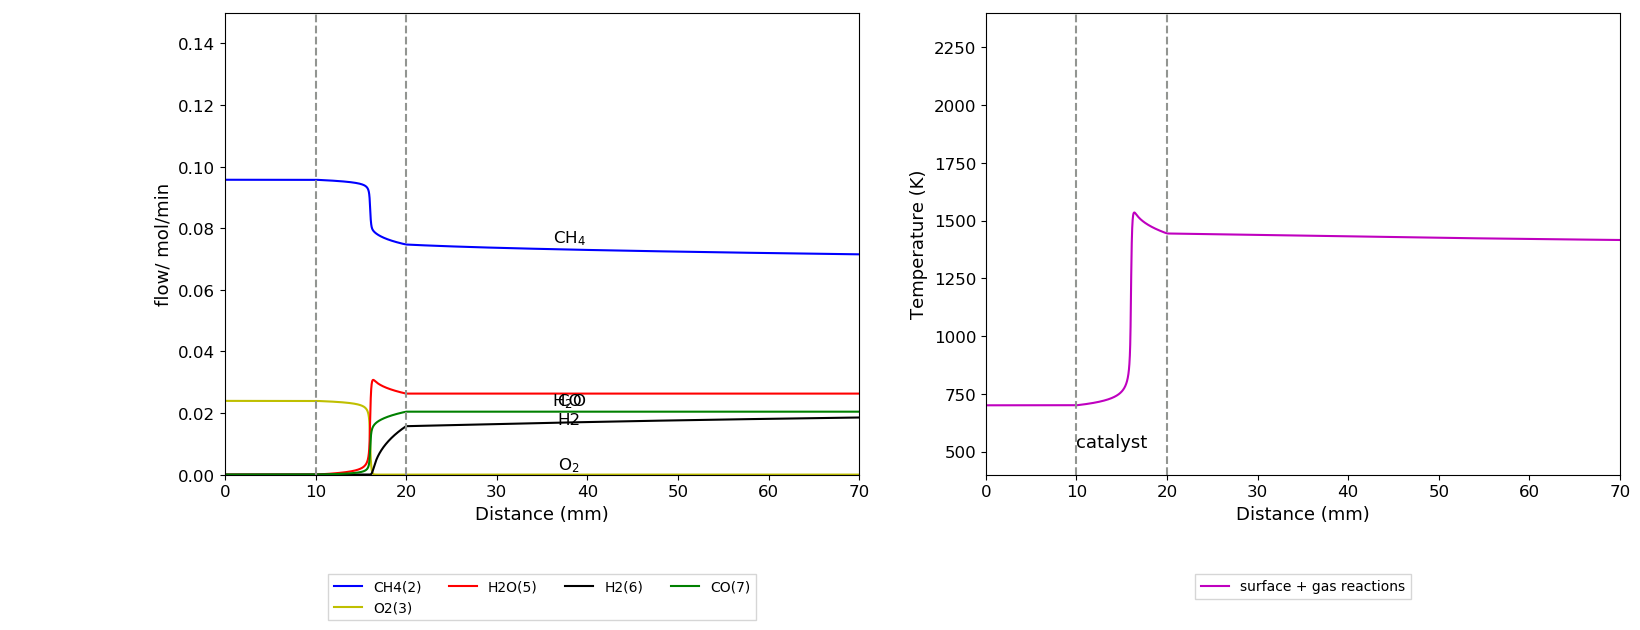 0.14
0.12
0.10
0.08
0.06
0.04
0.02
0.00
flow/ mol/min
CH₄
H₂O
CO
H2
O₂
0 10 20 30 40 50 60 70
Distance (mm)
CH4(2) H2O(5) H2(6) CO(7)
O2(3)
2250
2000
1750
1500
1250
1000
750
500
Temperature (K)
catalyst
0 10 20 30 40 50 60 70
Distance (mm)
surface + gas reactions